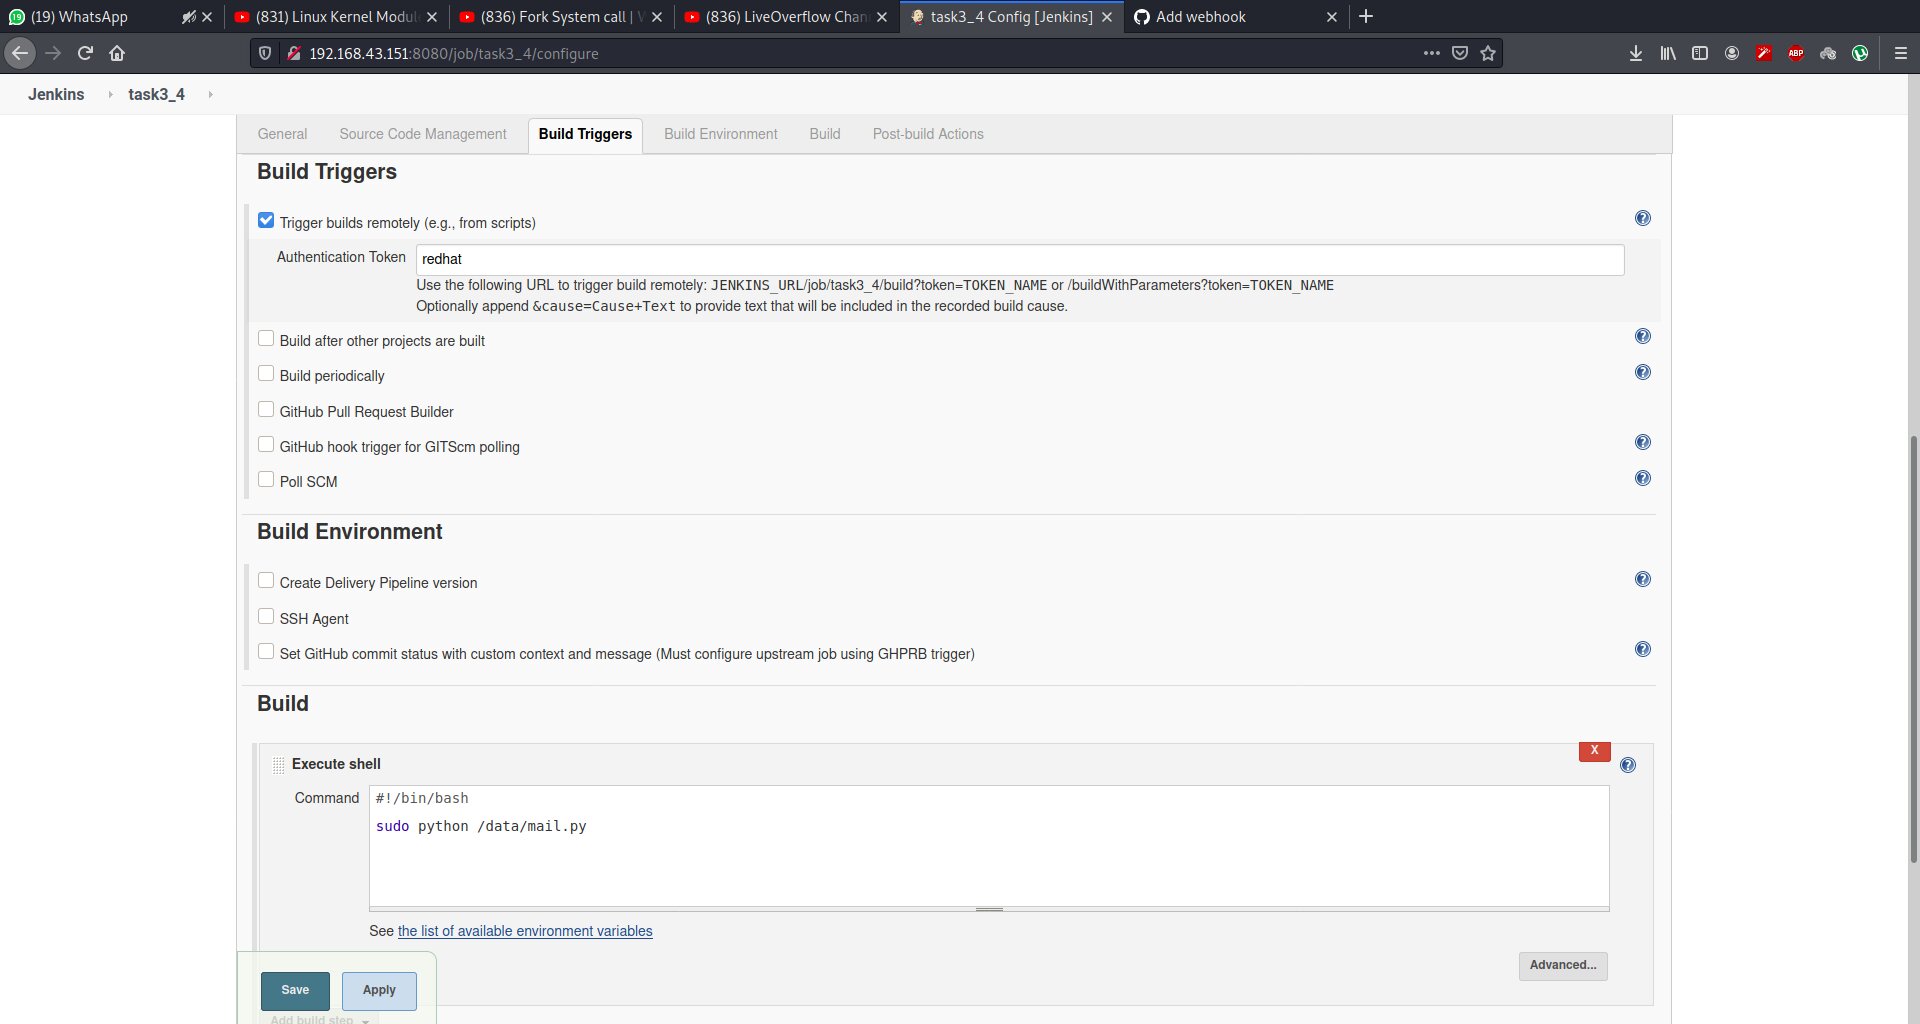 (19) WhatsApp
(831) Linux Kernel Modul
(836) Fork System call |
(836) LiveOverflow Chan
task3_4 Config [Jenkins]
Add webhook
192.168.43.151:8080/job/task3_4/configure
ABP
Jenkins
task3_4
General
Source Code Management
Build Triggers
Build Environment
Build
Post-build Actions
Build Triggers
Trigger builds remotely (e.g., from scripts)
Authentication Token
redhat
Use the following URL to trigger build remotely: JENKINS_URL/job/task3_4/build?token=TOKEN_NAME or /buildWithParameters?token=TOKEN_NAME
Optionally append &cause=Cause+Text to provide text that will be included in the recorded build cause.
Build after other projects are built
Build periodically
GitHub Pull Request Builder
GitHub hook trigger for GITScm polling
Poll SCM
Build Environment
Create Delivery Pipeline version
SSH Agent
Set GitHub commit status with custom context and message (Must configure upstream job using GHPRB trigger)
Build
X
Execute shell
Command
#!/bin/bash
sudo python /data/mail.py
See the list of available environment variables
Advanced...
Save
Apply
Add build step